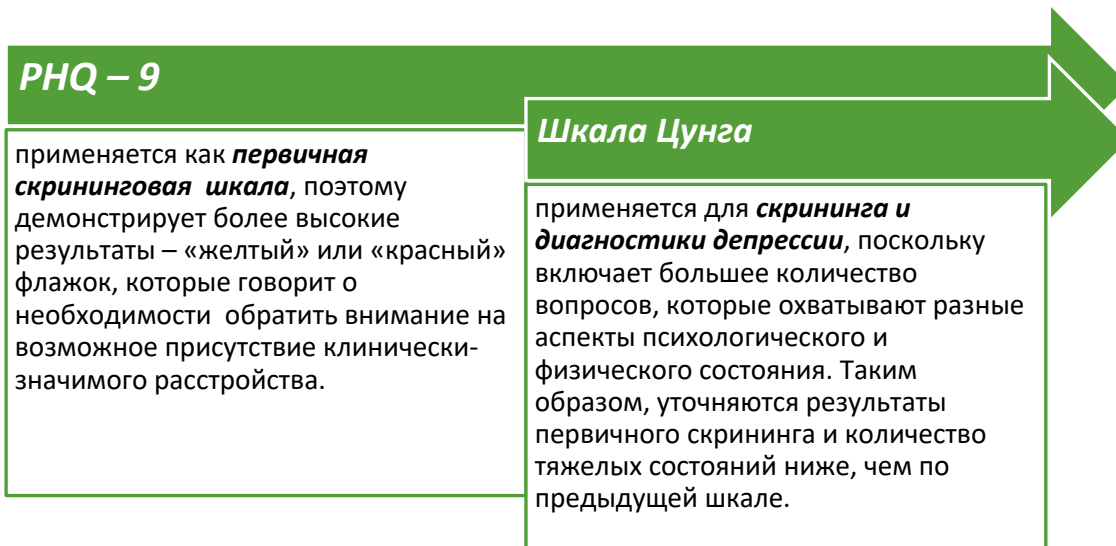 PHQ – 9
применяется как первичная
скрининговая шкала, поэтому
демонстрирует более высокие
результаты – «желтый» или «красный»
флажок, которые говорит о
необходимости обратить внимание на
возможное присутствие клинически-
значимого расстройства.
Шкала Цунга
применяется для скрининга и
диагностики депрессии, поскольку
включает большее количество
вопросов, которые охватывают разные
аспекты психологического и
физического состояния. Таким
образом, уточняются результаты
первичного скрининга и количество
тяжелых состояний ниже, чем по
предыдущей шкале.